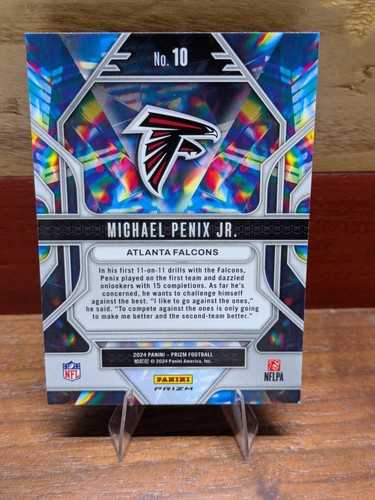 No. 10
MICHAEL PENIX JR.
ATLANTA FALCONS
In his first 11-on-11 drills with the Falcons,
Penix played on the first team and dazzled
onlookers with 15 completions. As far as he's
concerned, he wants to challenge himself
against the best. "I like to go against the ones,"
he said. "To compete against the ones is only going
to make me better and the second-team better."
2024 PANINI – PRIZM FOOTBALL
© 2024 Panini America, Inc.
NFL
PANINI
PRIZM
NFLPA